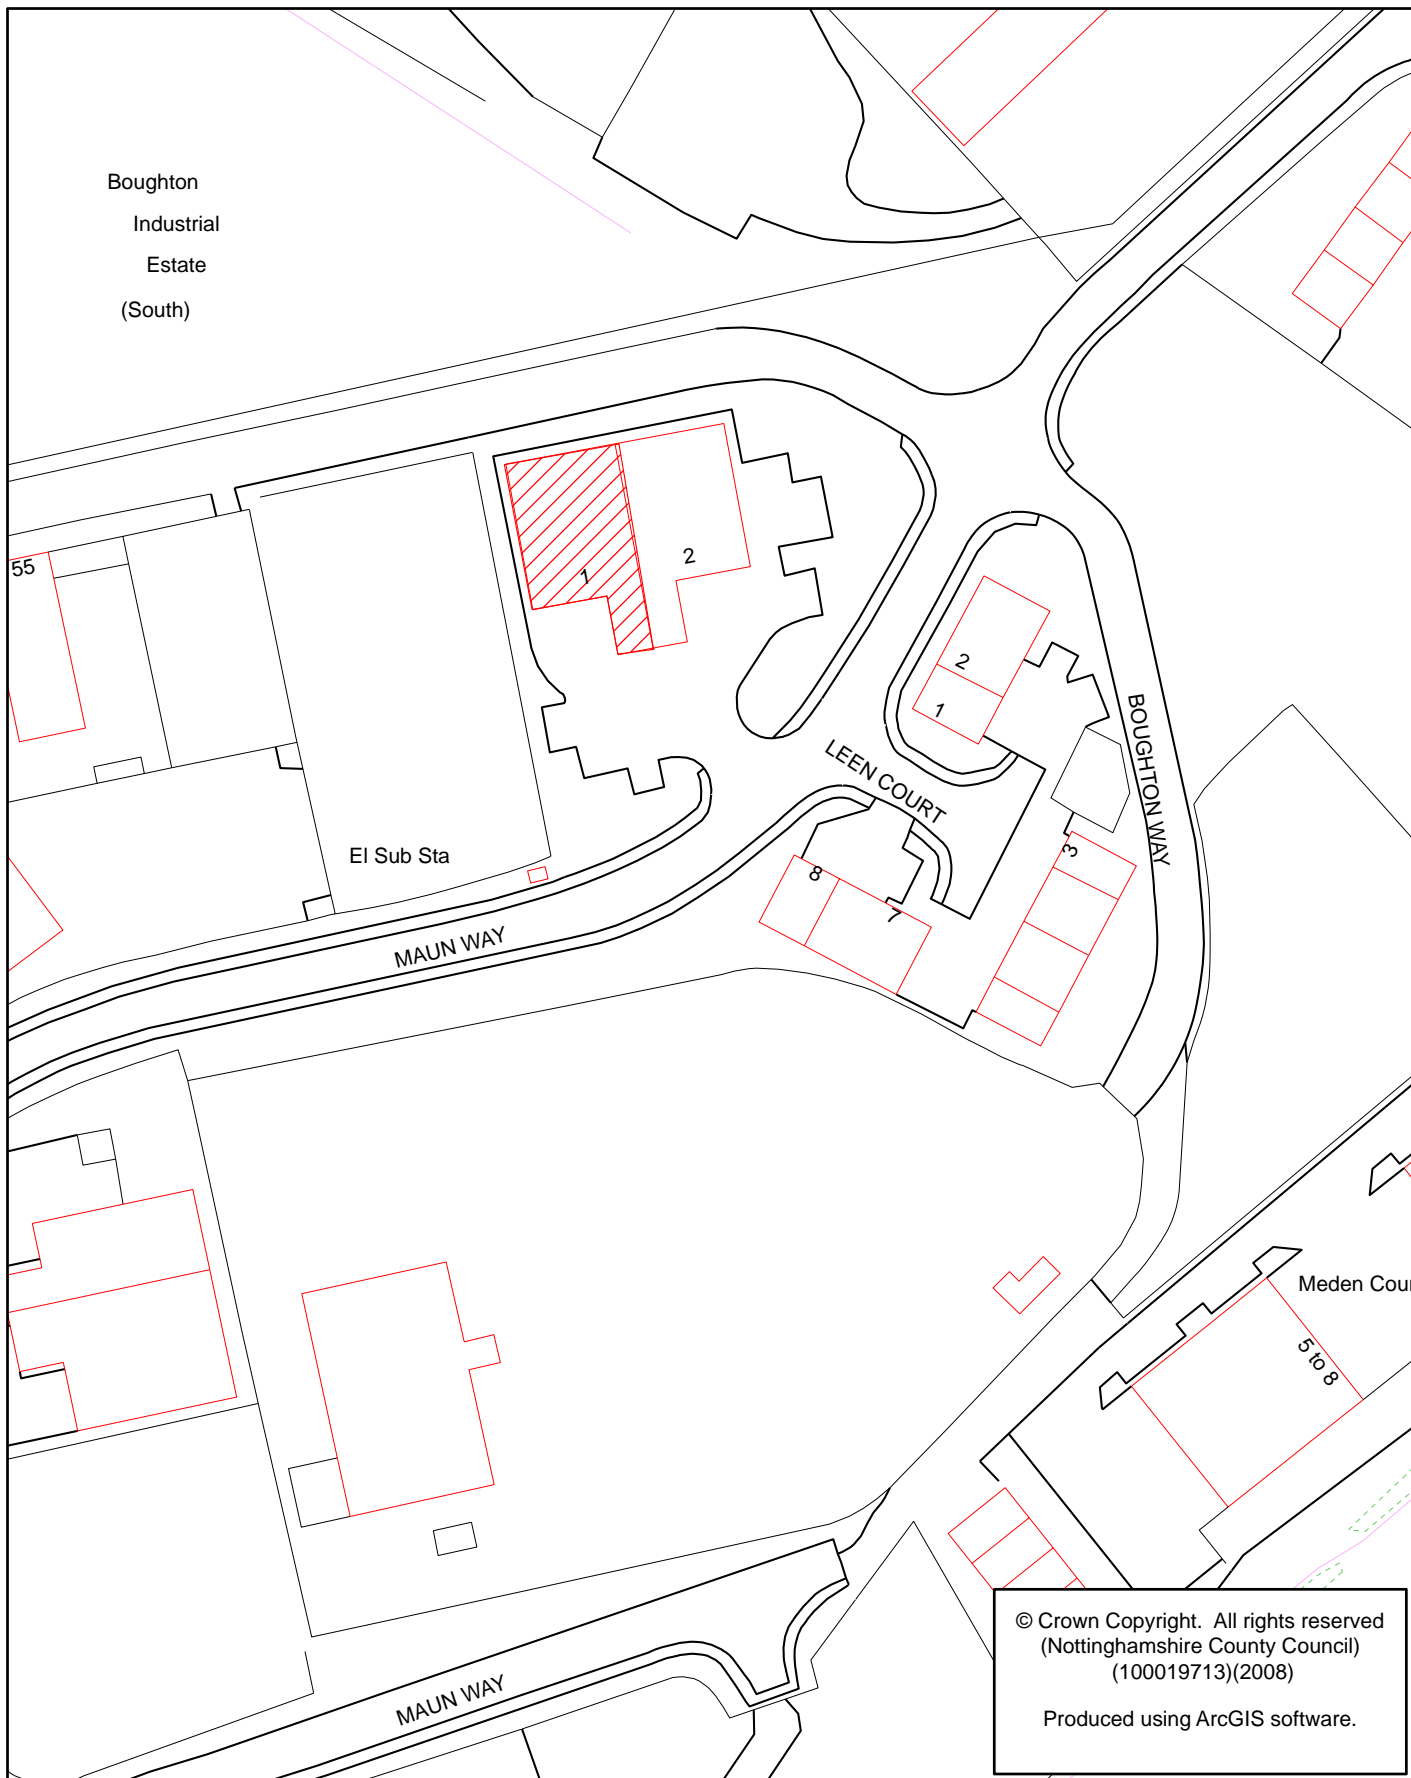 Boughton
Industrial
Estate
(South)
55
1
2
2
1
BOUGHTON WAY
LEEN COURT
3
8
7
El Sub Sta
MAUN WAY
Meden Cour
5 to 8
MAUN WAY
© Crown Copyright. All rights reserved
(Nottinghamshire County Council)
(100019713)(2008)
Produced using ArcGIS software.